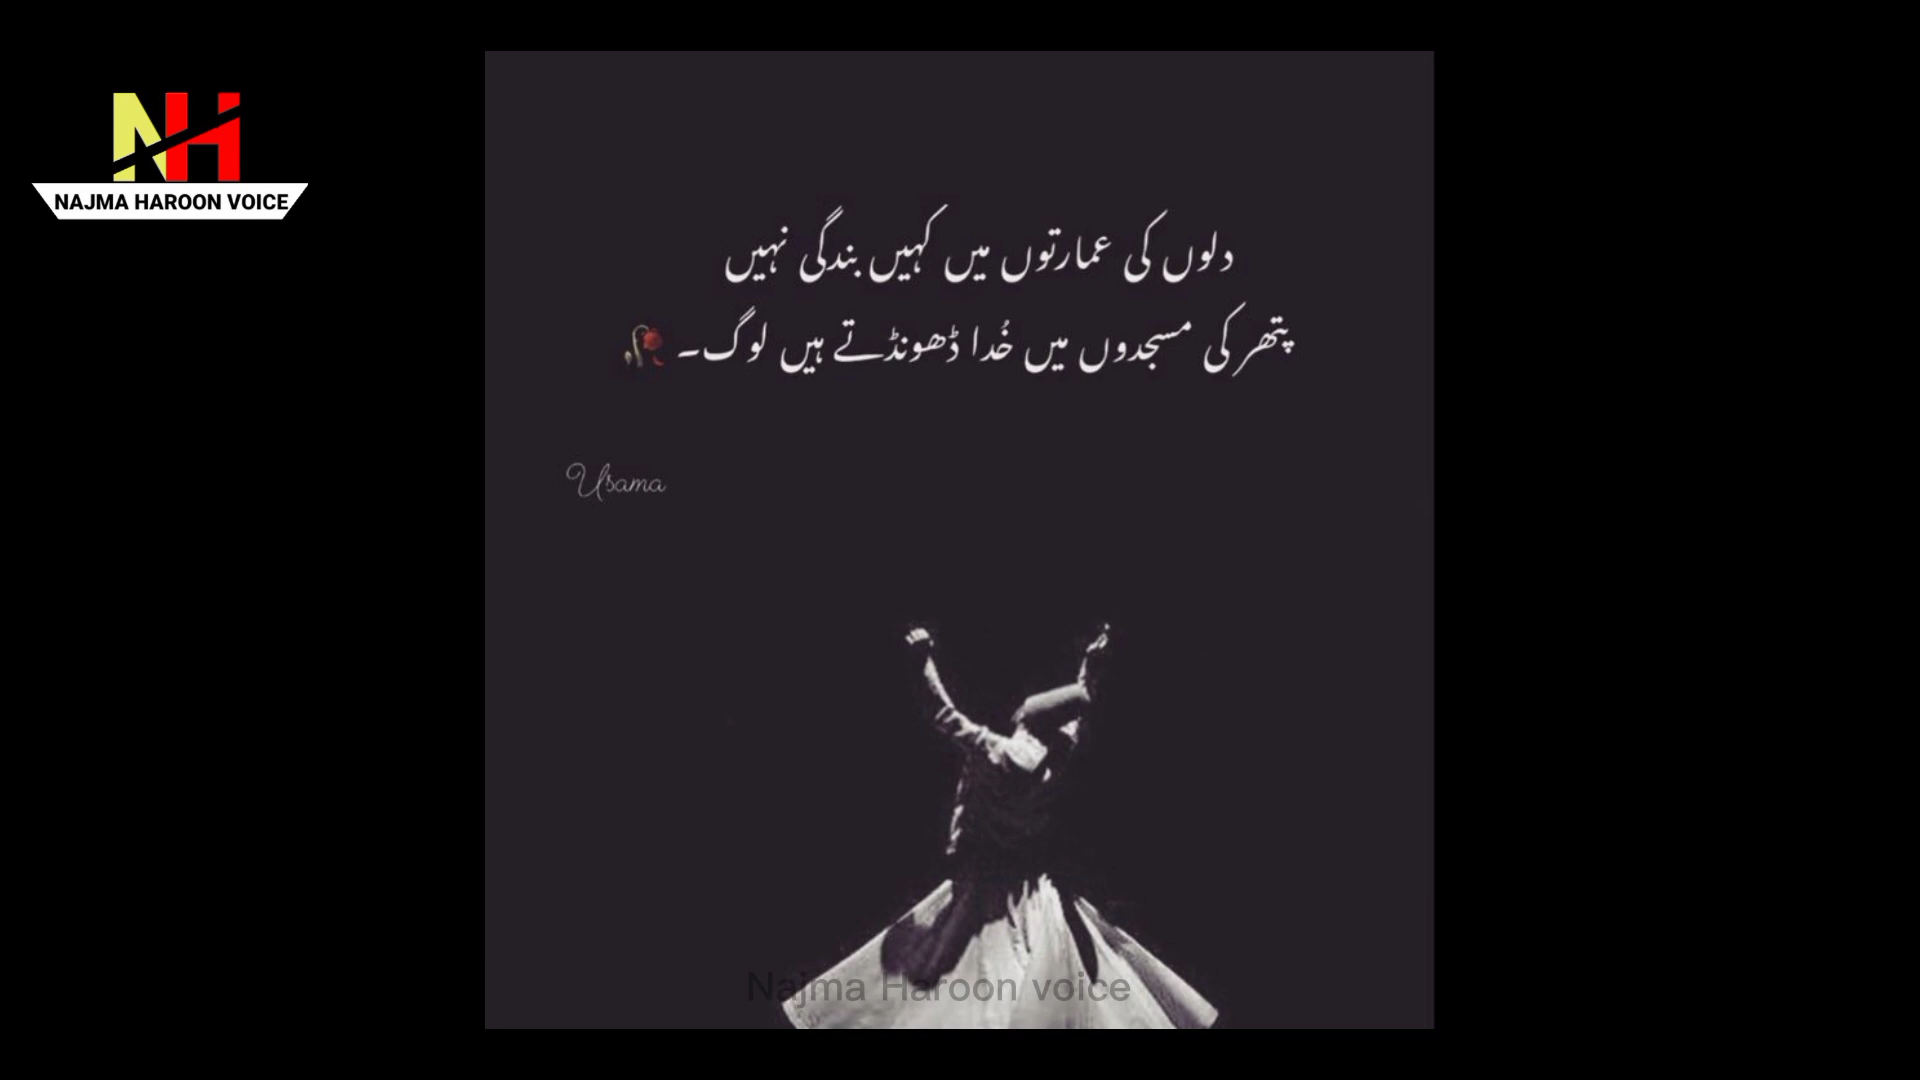 NH
NAJMA HAROON VOICE
دلوں کی عمارتوں میں کہیں بندگی نہیں
پتھر کی مسجدوں میں خُدا ڈھونڈتے ہیں لوگ۔ 🥀
Usama
Najma Haroon voice